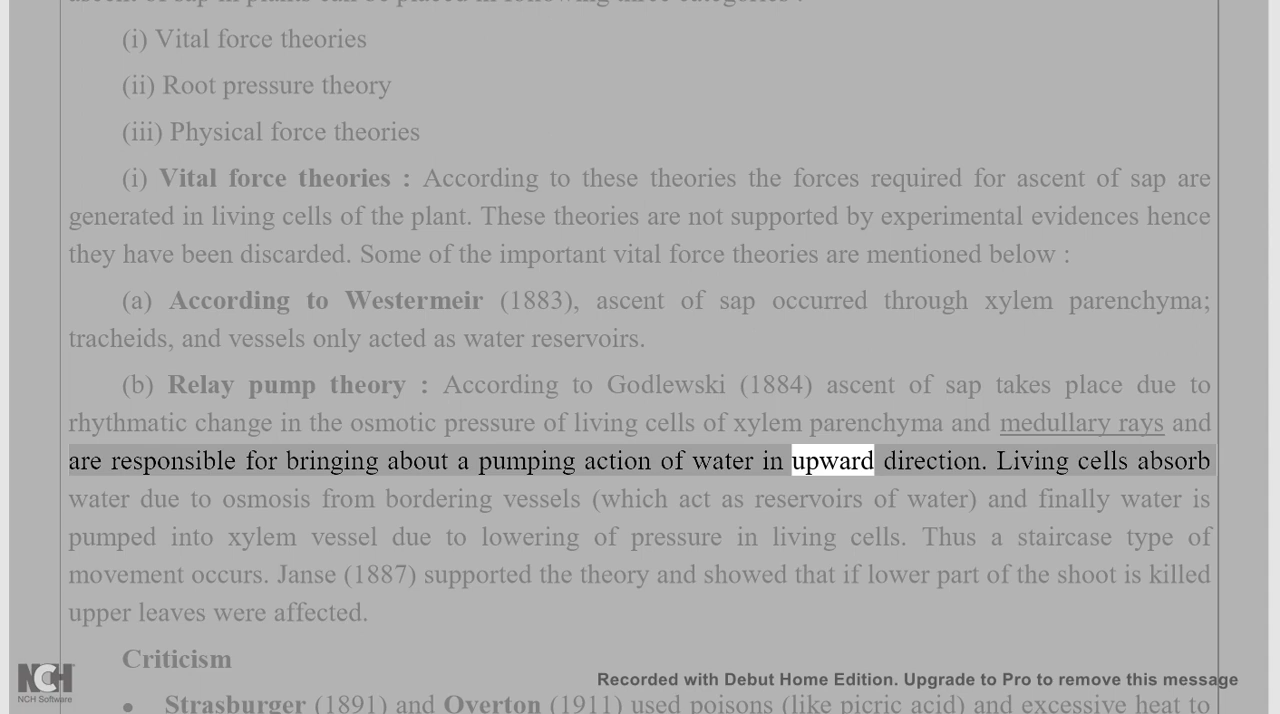 (i) Vital force theories
(ii) Root pressure theory
(iii) Physical force theories
(i) Vital force theories : According to these theories the forces required for ascent of sap are
generated in living cells of the plant. These theories are not supported by experimental evidences hence
they have been discarded. Some of the important vital force theories are mentioned below :
(a) According to Westermeir (1883), ascent of sap occurred through xylem parenchyma;
tracheids, and vessels only acted as water reservoirs.
(b) Relay pump theory : According to Godlewski (1884) ascent of sap takes place due to
rhythmatic change in the osmotic pressure of living cells of xylem parenchyma and medullary rays and
are responsible for bringing about a pumping action of water in upward direction. Living cells absorb
water due to osmosis from bordering vessels (which act as reservoirs of water) and finally water is
pumped into xylem vessel due to lowering of pressure in living cells. Thus a staircase type of
movement occurs. Janse (1887) supported the theory and showed that if lower part of the shoot is killed
upper leaves were affected.
Criticism
NCH
NCH Software
Recorded with Debut Home Edition. Upgrade to Pro to remove this message
• Strasburger (1891) and Overton (1911) used poisons (like picric acid) and excessive heat to